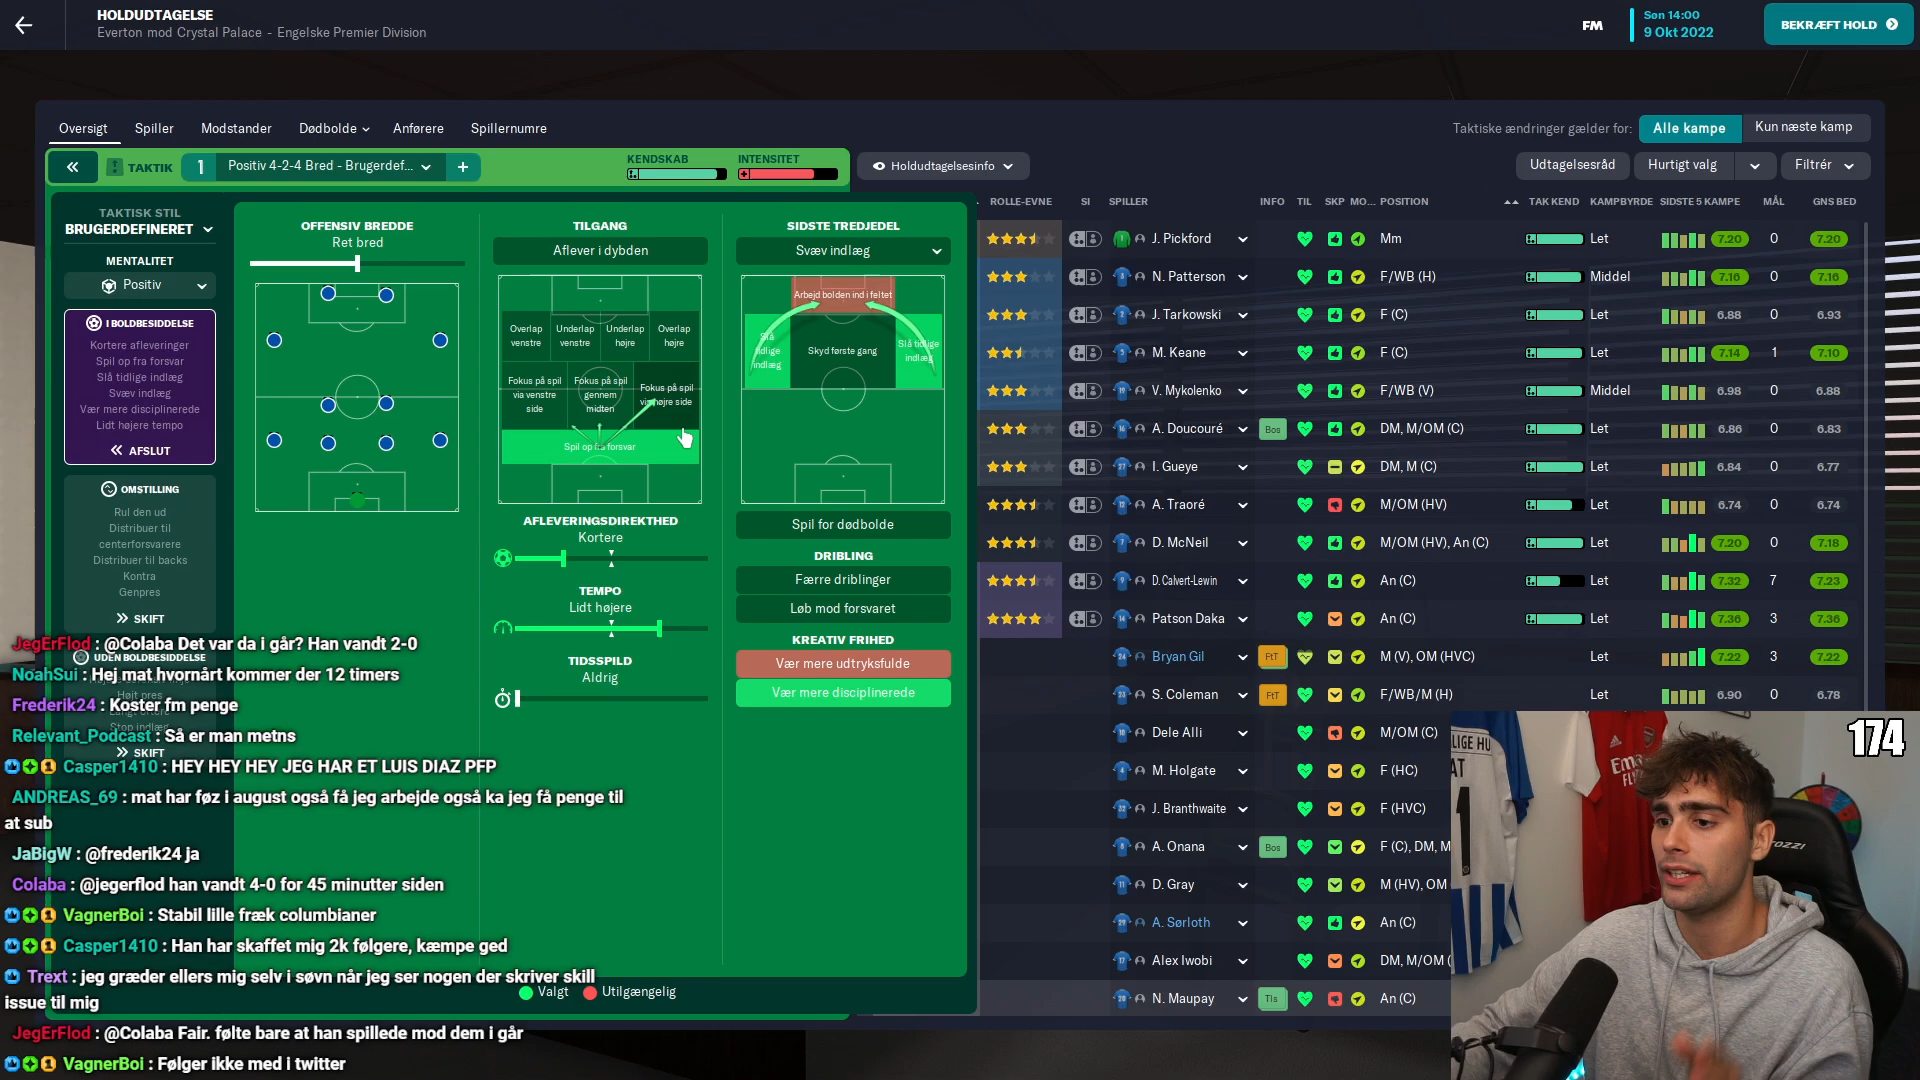 HOLDUDTAGELSE
Everton mod Crystal Palace - Engelske Premier Division
FM
Søn 14:00
9 Okt 2022
BEKRÆFT HOLD
Oversigt Spiller Modstander Dødbolde Anførere Spillernumre
Taktiske ændringer gælder for: Alle kampe Kun næste kamp
TAKTIK 1 Positiv 4-2-4 Bred - Brugerdef... + KENDSKAB INTENSITET
Holdudtagelsesinfo Udtagelsesråd Hurtigt valg Filtrér
TAKTISK STIL
BRUGERDEFINERET
MENTALITET
Positiv
I BOLDBESIDDELSE
Kortere afleveringer
Spil op fra forsvar
Slå tidlige indlæg
Svæv indlæg
Vær mere disciplinerede
Lidt højere tempo
AFSLUT
OMSTILLING
Rul den ud
Distribuer til
centerforsvarere
Distribuer til backs
Kontra
Genpres
SKIFT
UDEN BOLDBESIDDELSE
Højt pres
Stop indlæg
SKIFT
OFFENSIV BREDDE
Ret bred
TILGANG
Aflever i dybden
Overlap venstre
Underlap venstre
Underlap højre
Overlap højre
Fokus på spil via venstre side
Fokus på spil gennem midten
Fokus på spil via højre side
Spil op fra forsvar
AFLEVERINGSDIREKTHED
Kortere
TEMPO
Lidt højere
TIDSSPILD
Aldrig
SIDSTE TREDJEDEL
Svæv indlæg
Arbejd bolden ind i feltet
Slå tidlige indlæg
Skyd første gang
Slå tidlige indlæg
Spil for dødbolde
DRIBLING
Færre driblinger
Løb mod forsvaret
KREATIV FRIHED
Vær mere udtryksfulde
Vær mere disciplinerede
Valgt Utilgængelig
ROLLE-EVNE SI SPILLER INFO TIL SKP MO... POSITION TAK KEND KAMPBYRDE SIDSTE 5 KAMPE MÅL GNS BED
J. Pickford Mm Let 7.20 0 7.20
N. Patterson F/WB (H) Middel 7.16 0 7.16
J. Tarkowski F (C) Let 6.88 0 6.93
M. Keane F (C) Let 7.14 1 7.10
V. Mykolenko F/WB (V) Middel 6.98 0 6.88
A. Doucouré Bos DM, M/OM (C) Let 6.86 0 6.83
I. Gueye DM, M (C) Let 6.84 0 6.77
A. Traoré M/OM (HV) Let 6.74 0 6.74
D. McNeil M/OM (HV), An (C) Let 7.20 0 7.18
D. Calvert-Lewin An (C) Let 7.32 7 7.23
Patson Daka An (C) Let 7.36 3 7.36
Bryan Gil FtT M (V), OM (HVC) Let 7.22 3 7.22
S. Coleman FtT F/WB/M (H) Let 6.90 0 6.78
Dele Alli M/OM (C)
M. Holgate F (HC)
J. Branthwaite F (HVC)
A. Onana Bos F (C), DM, M
D. Gray M (HV), OM
A. Sørloth An (C)
Alex Iwobi DM, M/OM (
N. Maupay Tls An (C)
JegErFlod : @Colaba Det var da i går? Han vandt 2-0
NoahSui : Hej mat hvornårt kommer der 12 timers
Frederik24 : Koster fm penge
Relevant_Podcast : Så er man metns
Casper1410 : HEY HEY HEY JEG HAR ET LUIS DIAZ PFP
ANDREAS_69 : mat har føz i august også få jeg arbejde også ka jeg få penge til
at sub
JaBigW : @frederik24 ja
Colaba : @jegerflod han vandt 4-0 for 45 minutter siden
VagnerBoi : Stabil lille fræk columbianer
Casper1410 : Han har skaffet mig 2k følgere, kæmpe ged
Trext : jeg græder ellers mig selv i søvn når jeg ser nogen der skriver skill
issue til mig
JegErFlod : @Colaba Fair. følte bare at han spillede mod dem i går
VagnerBoi : Følger ikke med i twitter
174